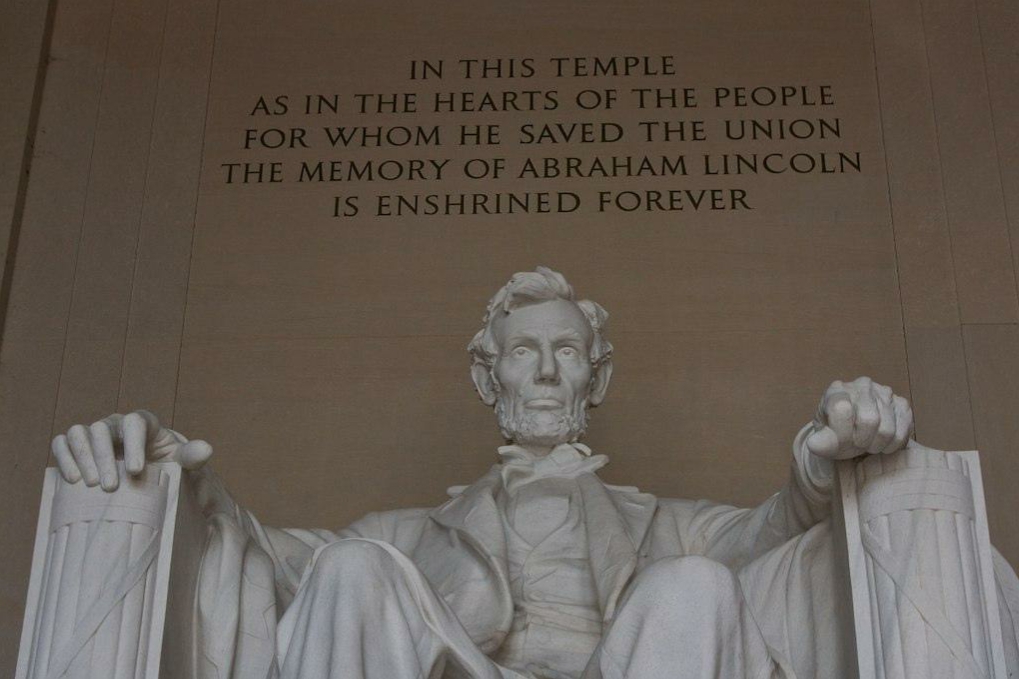 IN THIS TEMPLE
AS IN THE HEARTS OF THE PEOPLE
FOR WHOM HE SAVED THE UNION
THE MEMORY OF ABRAHAM LINCOLN
IS ENSHRINED FOREVER